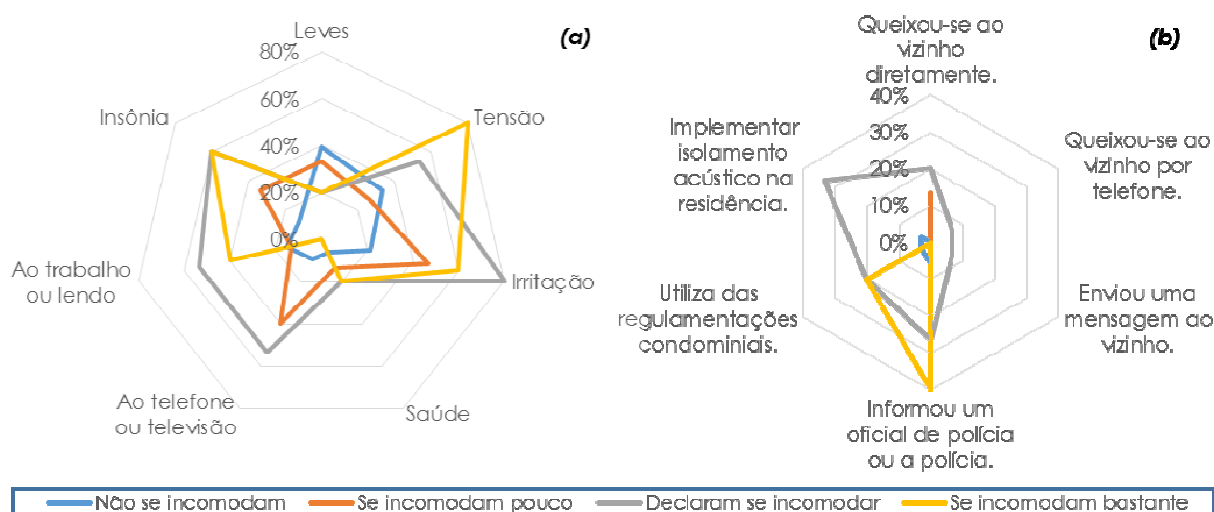 Leves
(a)
80%
60%
40%
20%
0%
Tensão
Irritação
Saúde
Ao telefone
ou televisão
Ao trabalho
ou lendo
Insônia
Queixou-se ao
vizinho
diretamente.
(b)
40%
30%
20%
10%
0%
Queixou-se ao
vizinho por
telefone.
Enviou uma
mensagem ao
vizinho.
Informou um
oficial de polícia
ou a polícia.
Utiliza das
regulamentações
condominiais.
Implementar
isolamento
acústico na
residência.
Não se incomodam
Se incomodam pouco
Declaram se incomodar
Se incomodam bastante